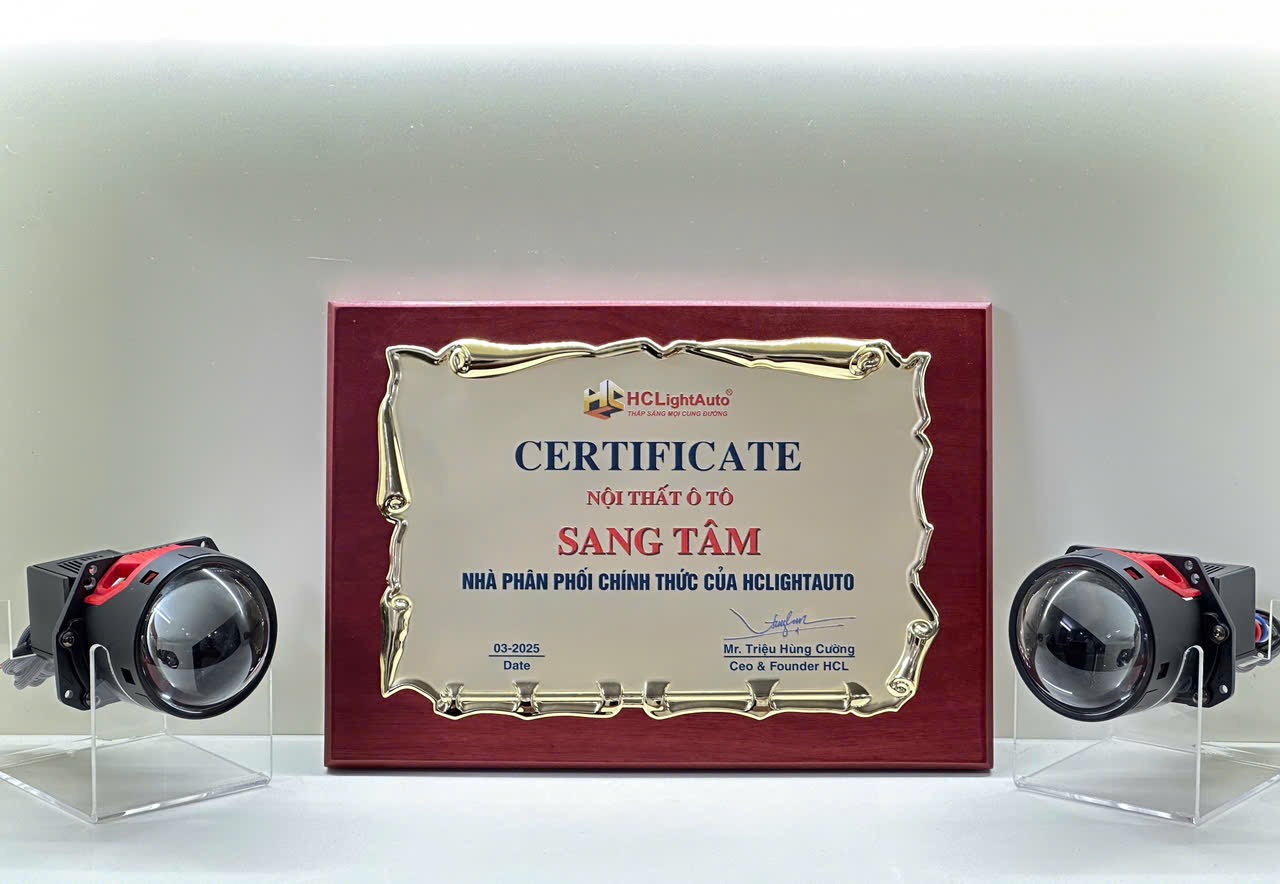 HCLightAuto®
THẮP SÁNG MỌI CUNG ĐƯỜNG
CERTIFICATE
NỘI THẤT Ô TÔ
SANG TÂM
NHÀ PHÂN PHỐI CHÍNH THỨC CỦA HCLIGHTAUTO
03-2025
Date
Mr. Triệu Hùng Cường
Ceo & Founder HCL